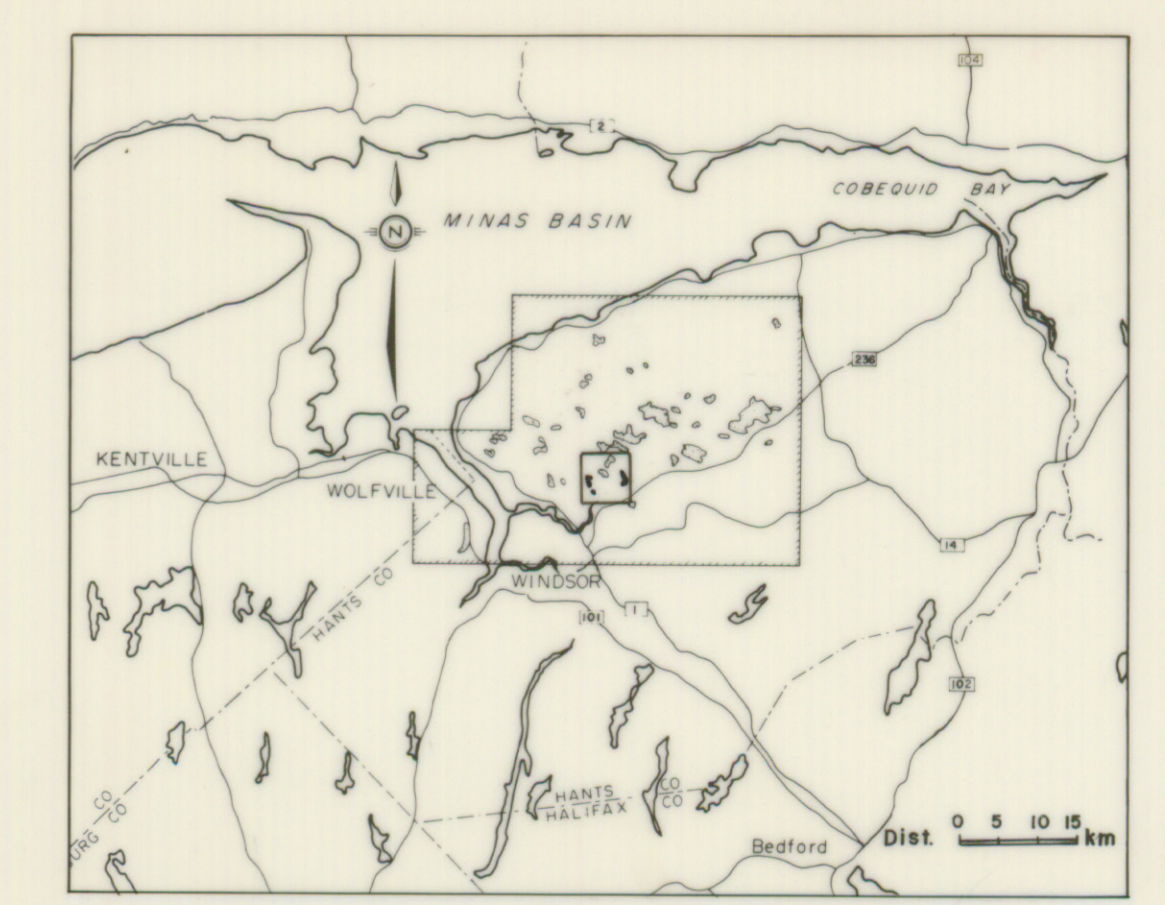 104
2
COBEQUID BAY
MINAS BASIN
N
236
KENTVILLE
WOLFVILLE
14
WINDSOR
HANTS CO
1
101
102
HANTS CO
HALIFAX CO
CO
URG CO
Bedford
Dist. 0 5 10 15 km